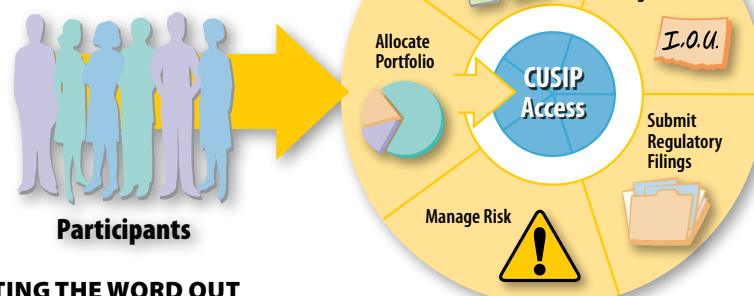 Allocate
Portfolio
I.O.U.
CUSIP
Access
Submit
Regulatory
Filings
Participants
Manage Risk
!
TING THE WORD OUT